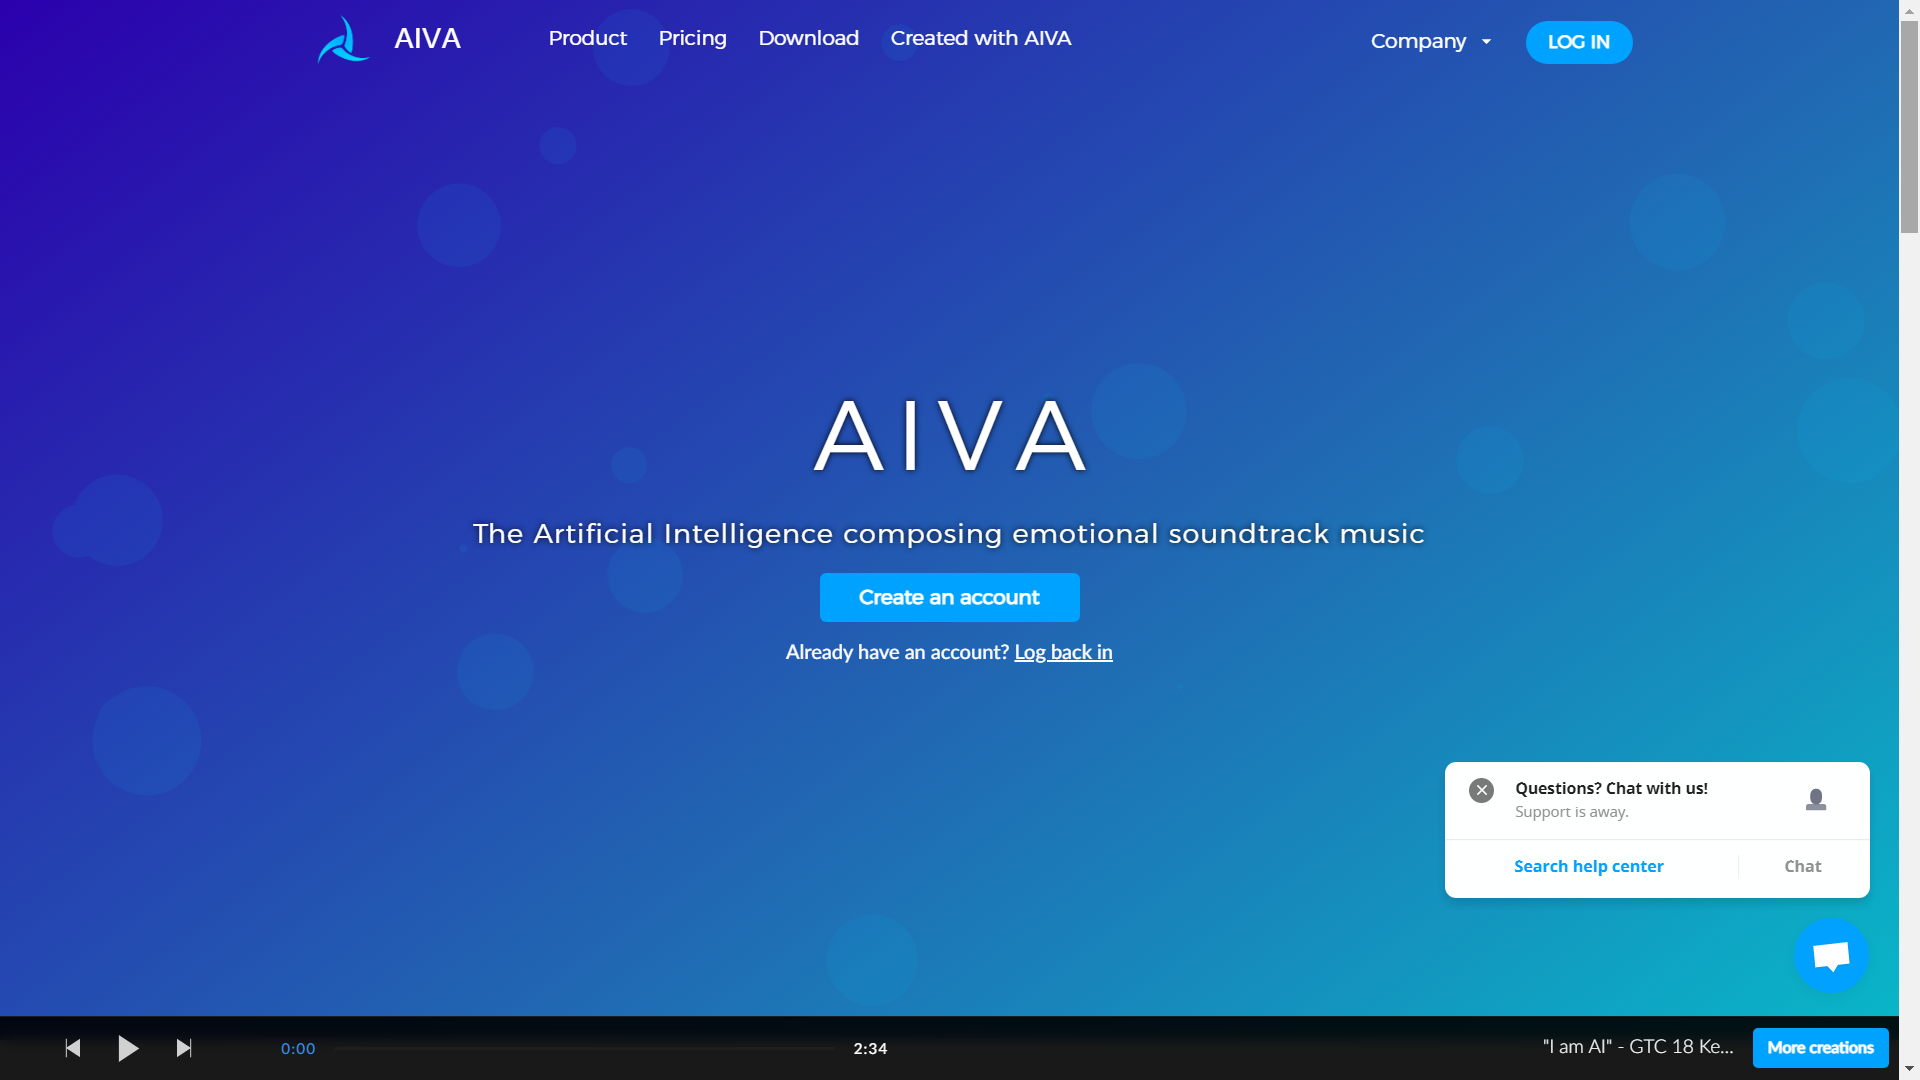 AIVA
Product Pricing Download Created with AIVA
Company
LOG IN
AIVA
The Artificial Intelligence composing emotional soundtrack music
Create an account
Already have an account? Log back in
Questions? Chat with us!
Support is away.
Search help center
Chat
0:00
2:34
"I am AI" - GTC 18 Ke...
More creations